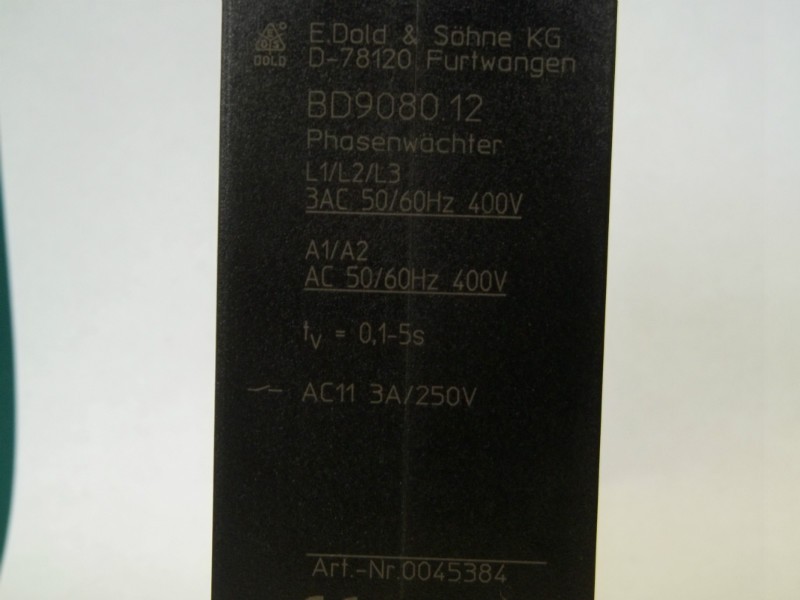 E.Dold & Söhne KG
DOLD D-78120 Furtwangen
BD9080.12
Phasenwächter
L1/L2/L3
3AC 50/60Hz 400V
A1/A2
AC 50/60Hz 400V
tv = 0,1-5s
AC11 3A/250V
Art.-Nr.0045384